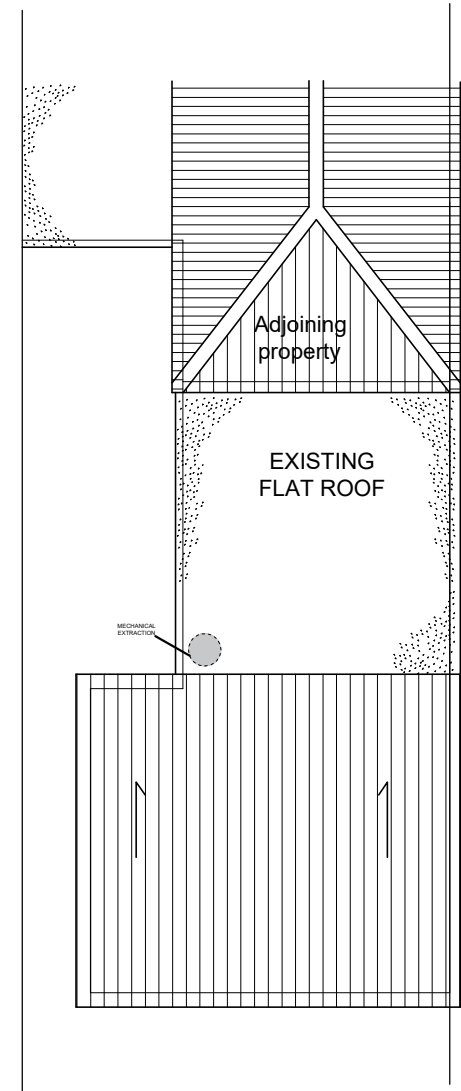 Adjoining
property
EXISTING
FLAT ROOF
MECHANICAL
EXTRACTION